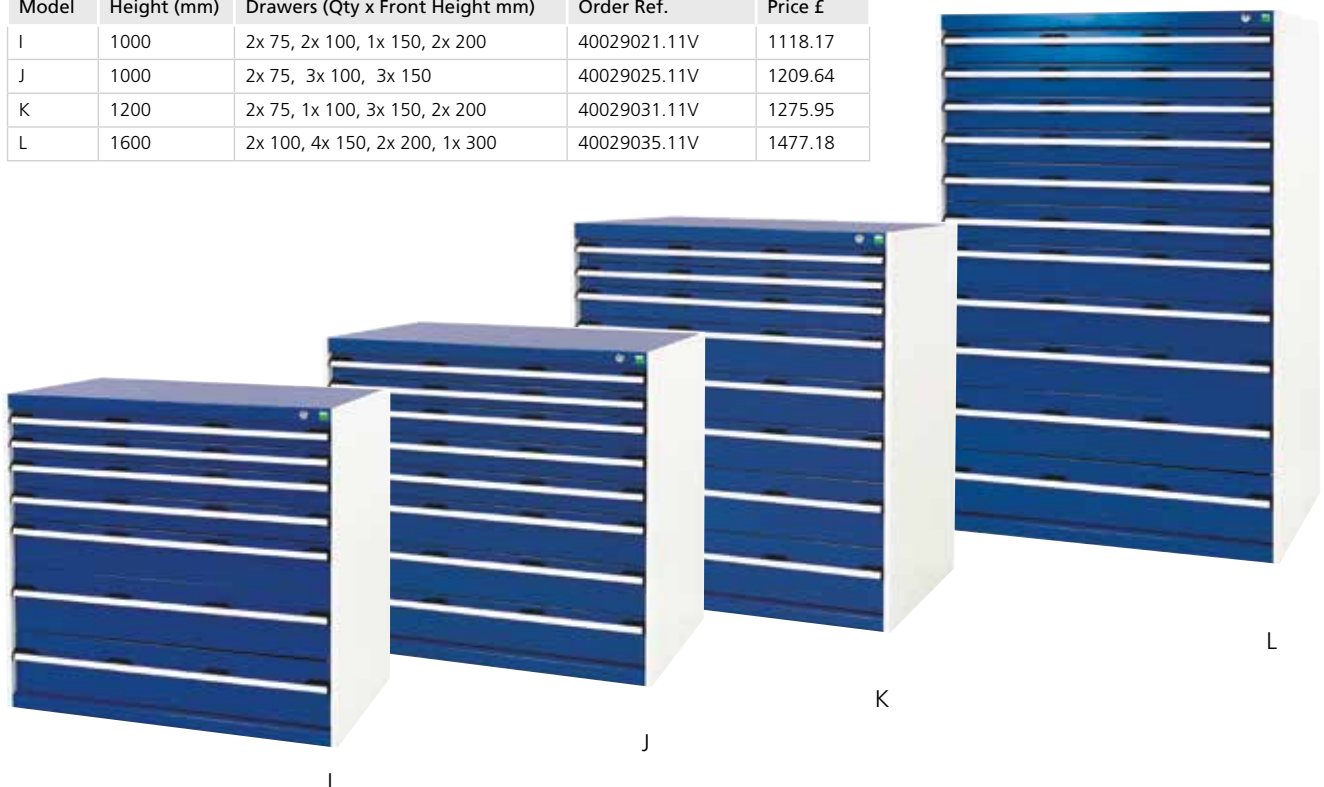 Model Height (mm) Drawers (Qty x Front Height mm) Order Ref. Price £
I 1000 2x 75, 2x 100, 1x 150, 2x 200 40029021.11V 1118.17
J 1000 2x 75, 3x 100, 3x 150 40029025.11V 1209.64
K 1200 2x 75, 1x 100, 3x 150, 2x 200 40029031.11V 1275.95
L 1600 2x 100, 4x 150, 2x 200, 1x 300 40029035.11V 1477.18
L
K
J
I